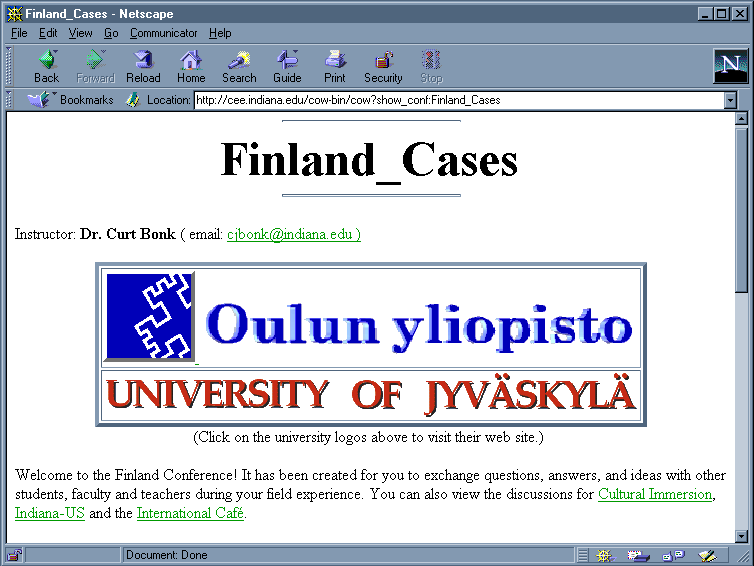 Finland_Cases - Netscape
File Edit View Go Communicator Help
Back Forward Reload Home Search Guide Print Security Stop
N
Bookmarks Location: http://cee.indiana.edu/cow-bin/cow?show_conf:Finland_Cases
Finland_Cases
Instructor: Dr. Curt Bonk ( email: cjbonk@indiana.edu )
Oulun yliopisto
UNIVERSITY OF JYVÄSKYLÄ
(Click on the university logos above to visit their web site.)
Welcome to the Finland Conference! It has been created for you to exchange questions, answers, and ideas with other
students, faculty and teachers during your field experience. You can also view the discussions for Cultural Immersion,
Indiana-US and the International Café.
Document: Done